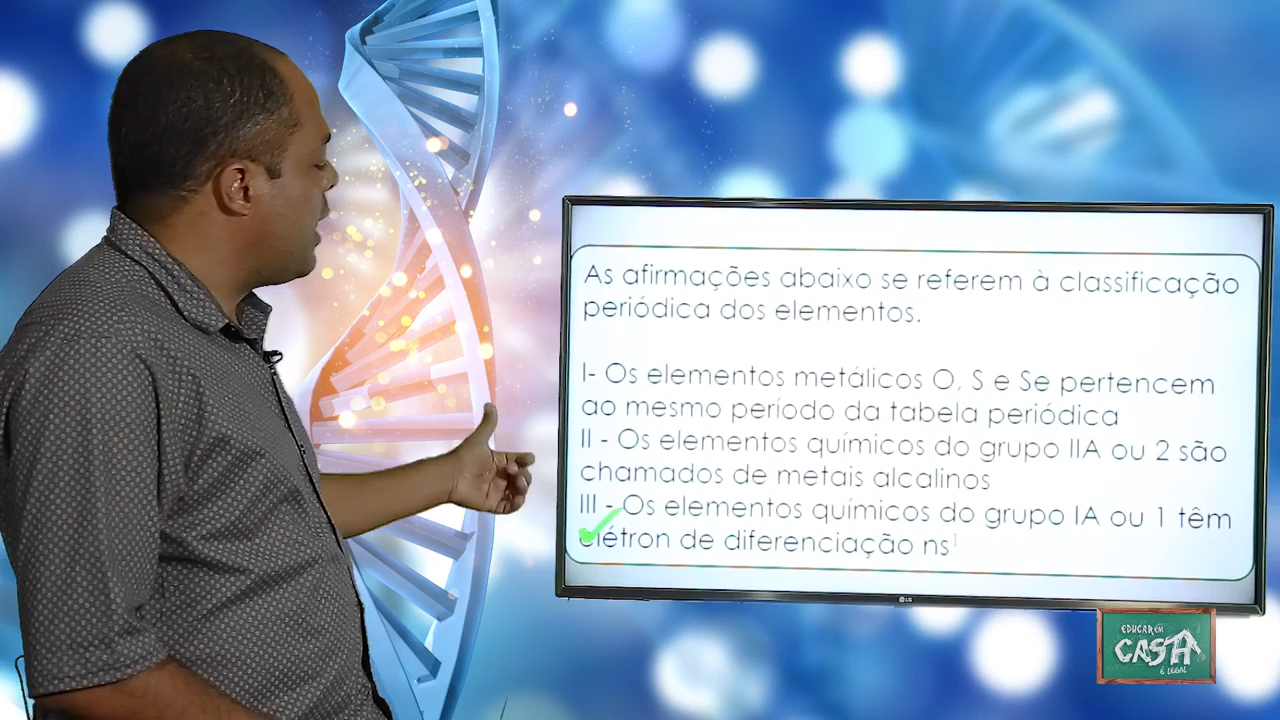 As afirmações abaixo se referem à classificação
periódica dos elementos.
I- Os elementos metálicos O, S e Se pertencem
ao mesmo período da tabela periódica
II - Os elementos químicos do grupo IIA ou 2 são
chamados de metais alcalinos
III - Os elementos químicos do grupo IA ou 1 têm
elétron de diferenciação ns¹
LG
EDUCAR EM
CASA
É LEGAL